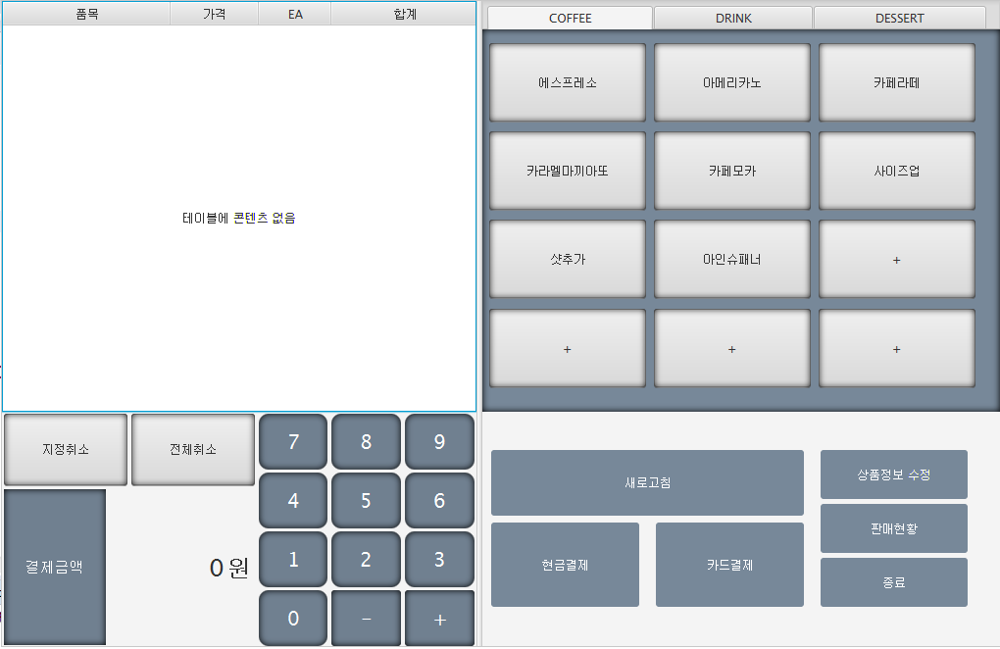 품목 가격 EA 합계
테이블에 콘텐츠 없음
COFFEE DRINK DESSERT
에스프레소 아메리카노 카페라떼
카라멜마끼아또 카페모카 사이즈업
샷추가 아인슈패너 +
+ + +
지정취소 전체취소
7 8 9
4 5 6
1 2 3
0 - +
결제금액 0 원
새로고침
현금결제 카드결제
상품정보 수정
판매현황
종료